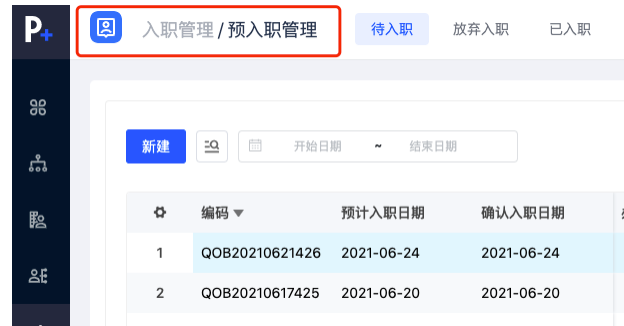 P+
入职管理 / 预入职管理 待入职 放弃入职 已入职
新建 开始日期 ~ 结束日期
编码 预计入职日期 确认入职日期
1 QOB20210621426 2021-06-24 2021-06-24
2 QOB20210617425 2021-06-20 2021-06-20